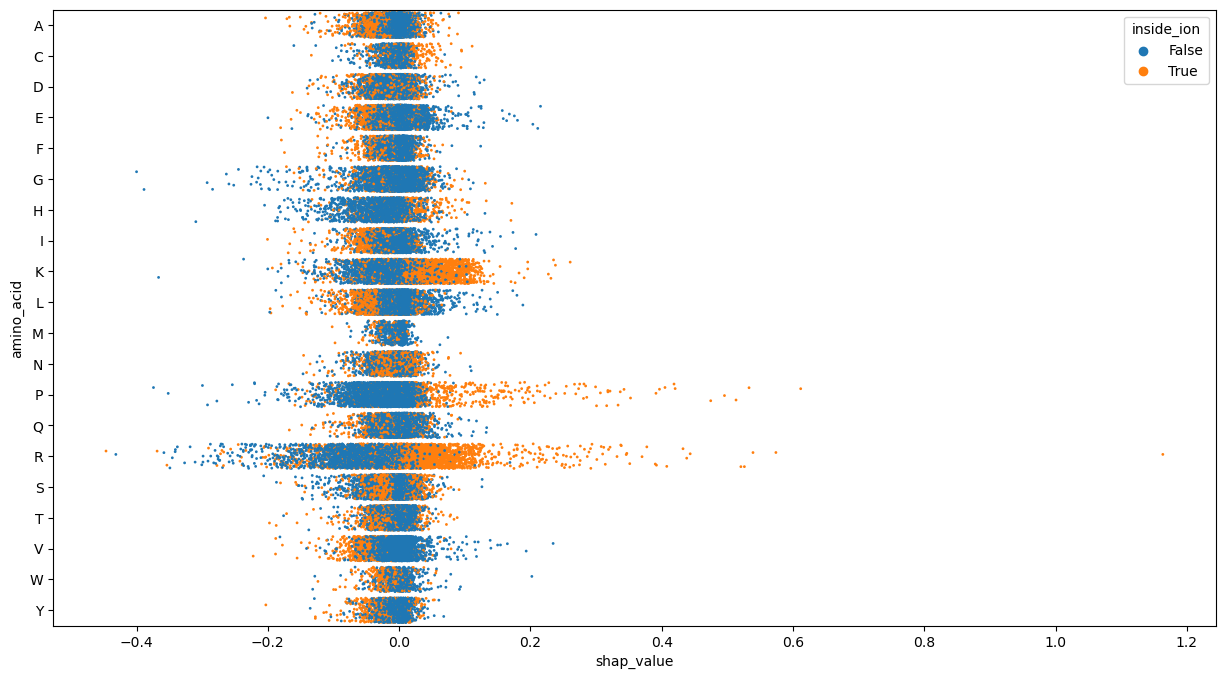 inside_ion
False
True
amino_acid
A
C
D
E
F
G
H
I
K
L
M
N
P
Q
R
S
T
V
W
Y
−0.4 −0.2 0.0 0.2 0.4 0.6 0.8 1.0 1.2
shap_value